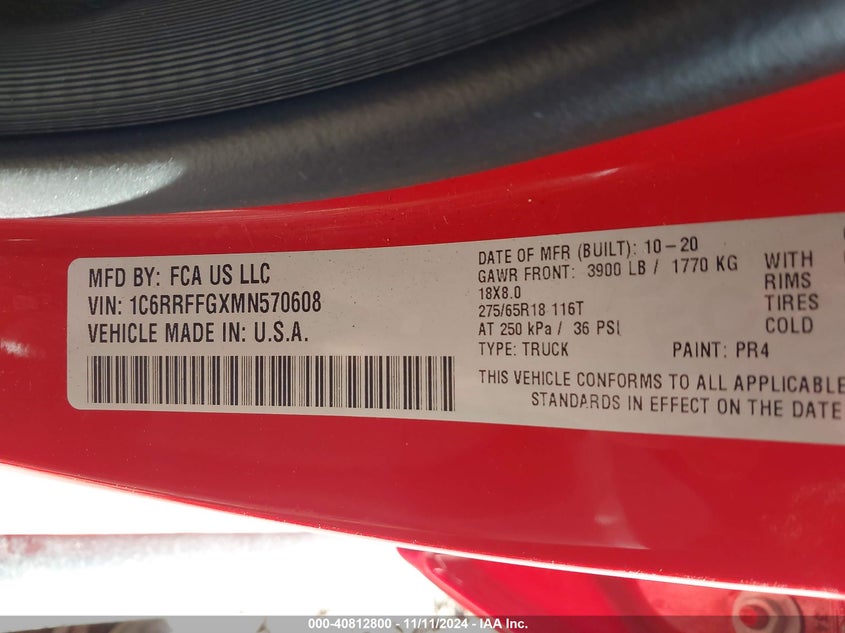 MFD BY: FCA US LLC
VIN: 1C6RRFFGXMN570608
VEHICLE MADE IN: U.S.A.
DATE OF MFR (BUILT): 10-20
GAWR FRONT: 3900 LB / 1770 KG WITH
18X8.0 RIMS
275/65R18 116T TIRES
AT 250 kPa / 36 PSI COLD
TYPE: TRUCK PAINT: PR4
THIS VEHICLE CONFORMS TO ALL APPLICABLE
STANDARDS IN EFFECT ON THE DATE
000-40812800 - 11/11/2024 - IAA Inc.